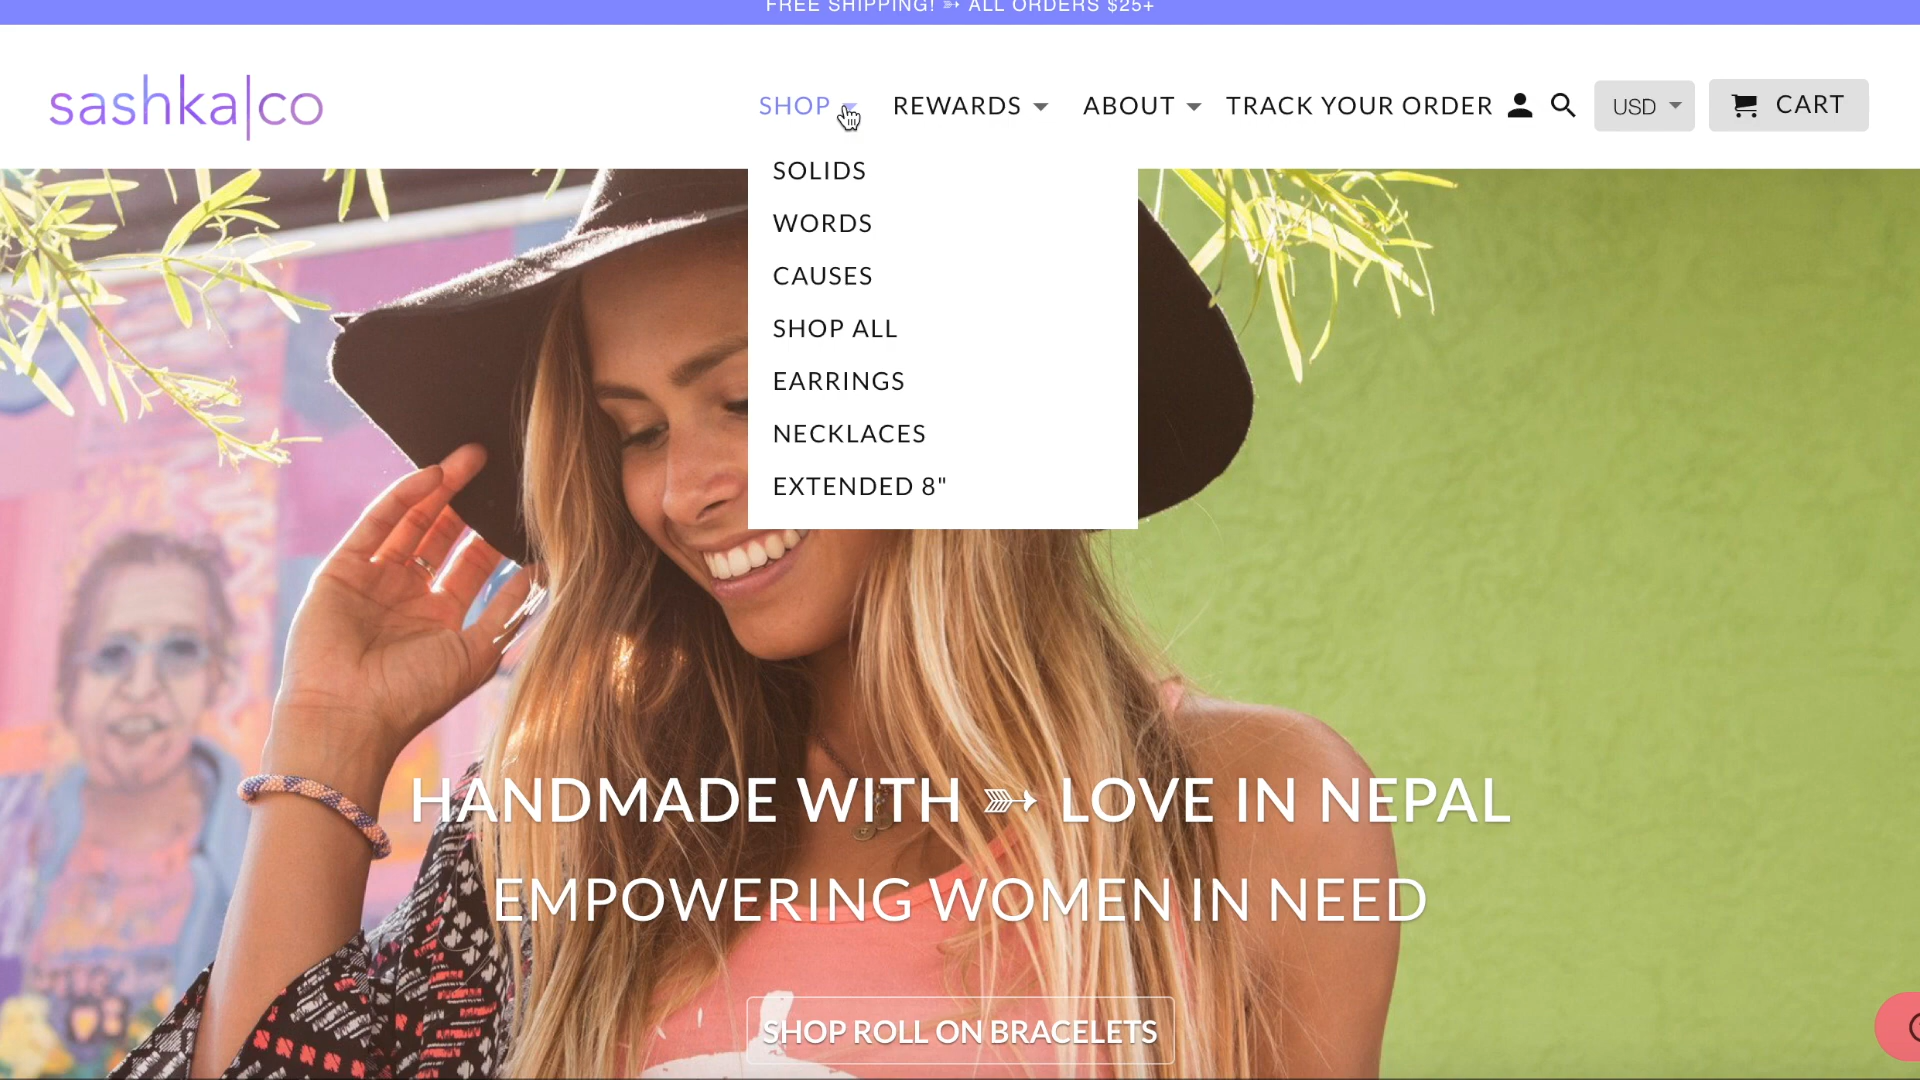 FREE SHIPPING! ➳ ALL ORDERS $25+
sashka|co
SHOP REWARDS ABOUT TRACK YOUR ORDER USD CART
SOLIDS
WORDS
CAUSES
SHOP ALL
EARRINGS
NECKLACES
EXTENDED 8"
HANDMADE WITH ➳ LOVE IN NEPAL
EMPOWERING WOMEN IN NEED
SHOP ROLL ON BRACELETS